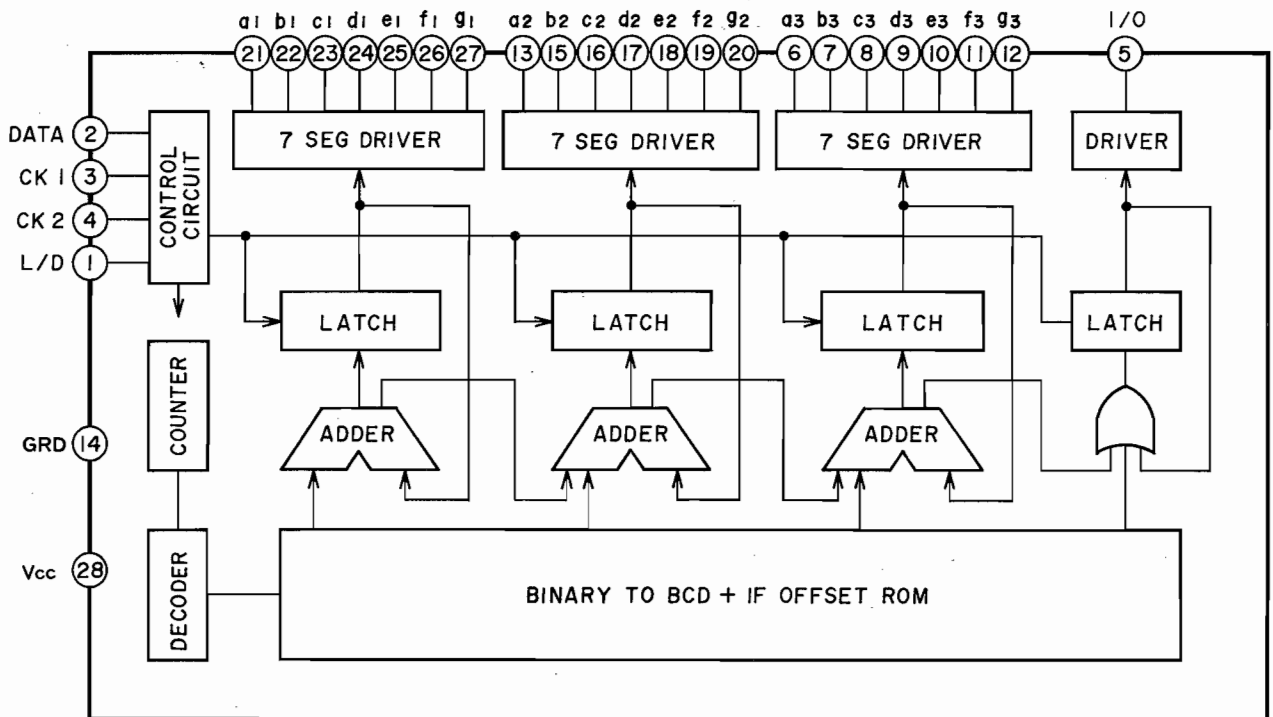 a1 b1 c1 d1 e1 f1 g1 a2 b2 c2 d2 e2 f2 g2 a3 b3 c3 d3 e3 f3 g3 I/O
21 22 23 24 25 26 27 13 15 16 17 18 19 20 6 7 8 9 10 11 12 5
DATA 2
CK 1 3
CK 2 4
L/D 1
CONTROL
CIRCUIT
7 SEG DRIVER 7 SEG DRIVER 7 SEG DRIVER DRIVER
LATCH LATCH LATCH LATCH
COUNTER
ADDER ADDER ADDER
GRD 14
Vcc 28
DECODER
BINARY TO BCD + IF OFFSET ROM